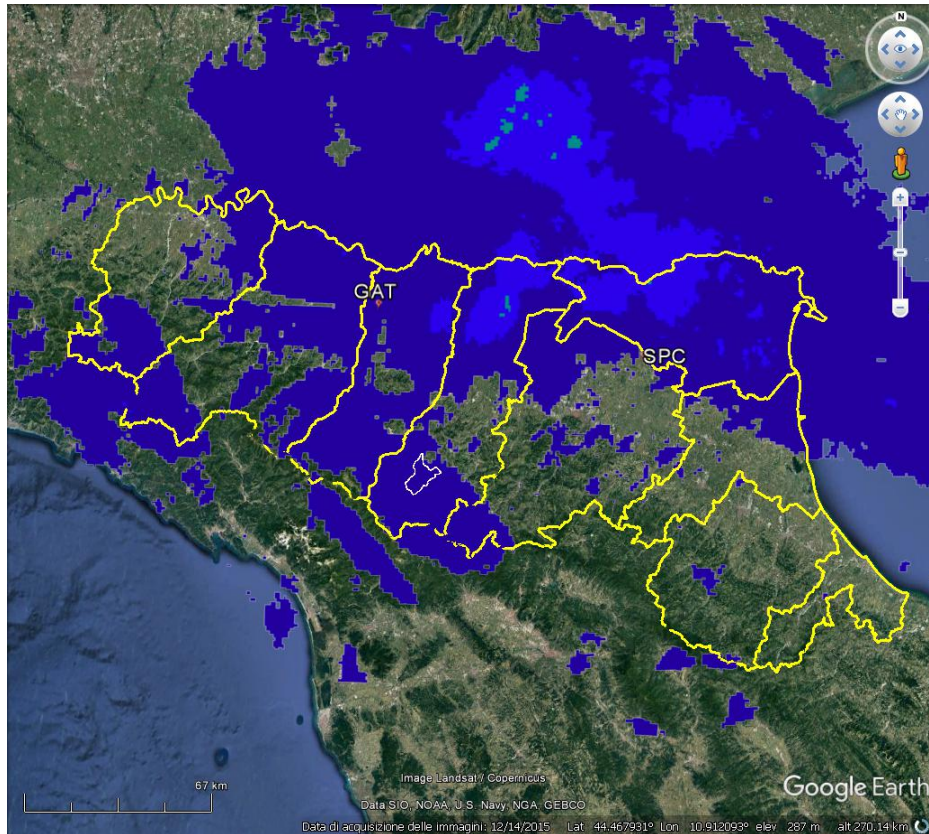 N
GAT
SPC
67 km
Image Landsat / Copernicus
Data SIO, NOAA, U.S. Navy, NGA, GEBCO
Google Earth
Data di acquisizione delle immagini: 12/14/2015 Lat 44.467931° Lon 10.912093° elev 287 m alt 270.14 km